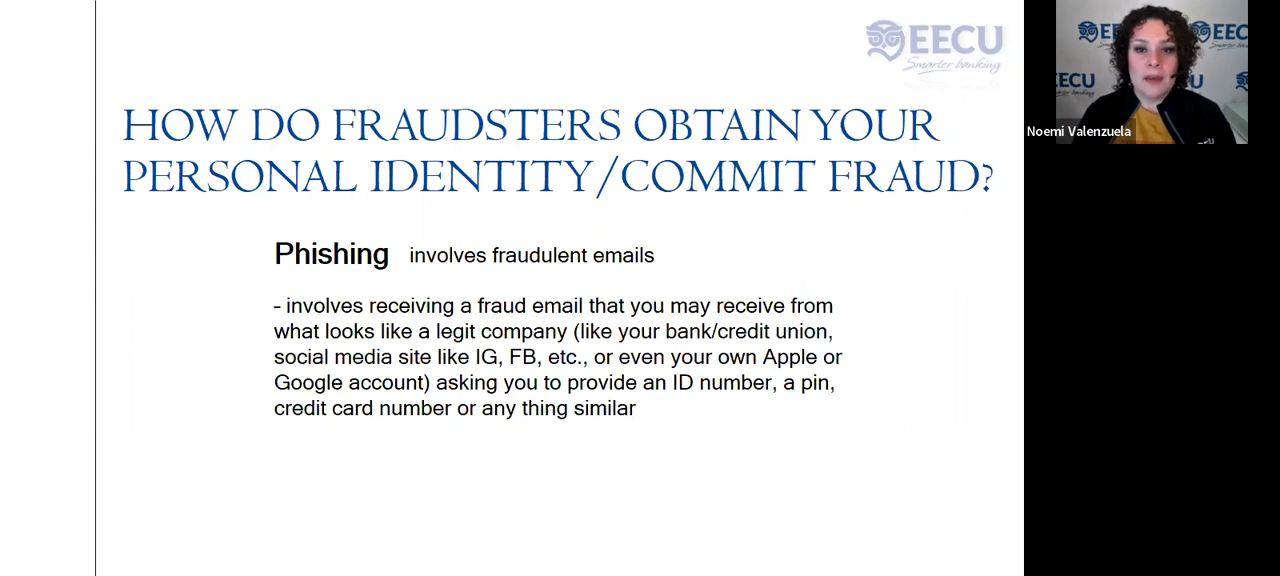 EECU
Smarter banking
HOW DO FRAUDSTERS OBTAIN YOUR
PERSONAL IDENTITY/COMMIT FRAUD?
Phishing involves fraudulent emails
– involves receiving a fraud email that you may receive from
what looks like a legit company (like your bank/credit union,
social media site like IG, FB, etc., or even your own Apple or
Google account) asking you to provide an ID number, a pin,
credit card number or any thing similar
EECU
Noemi Valenzuela